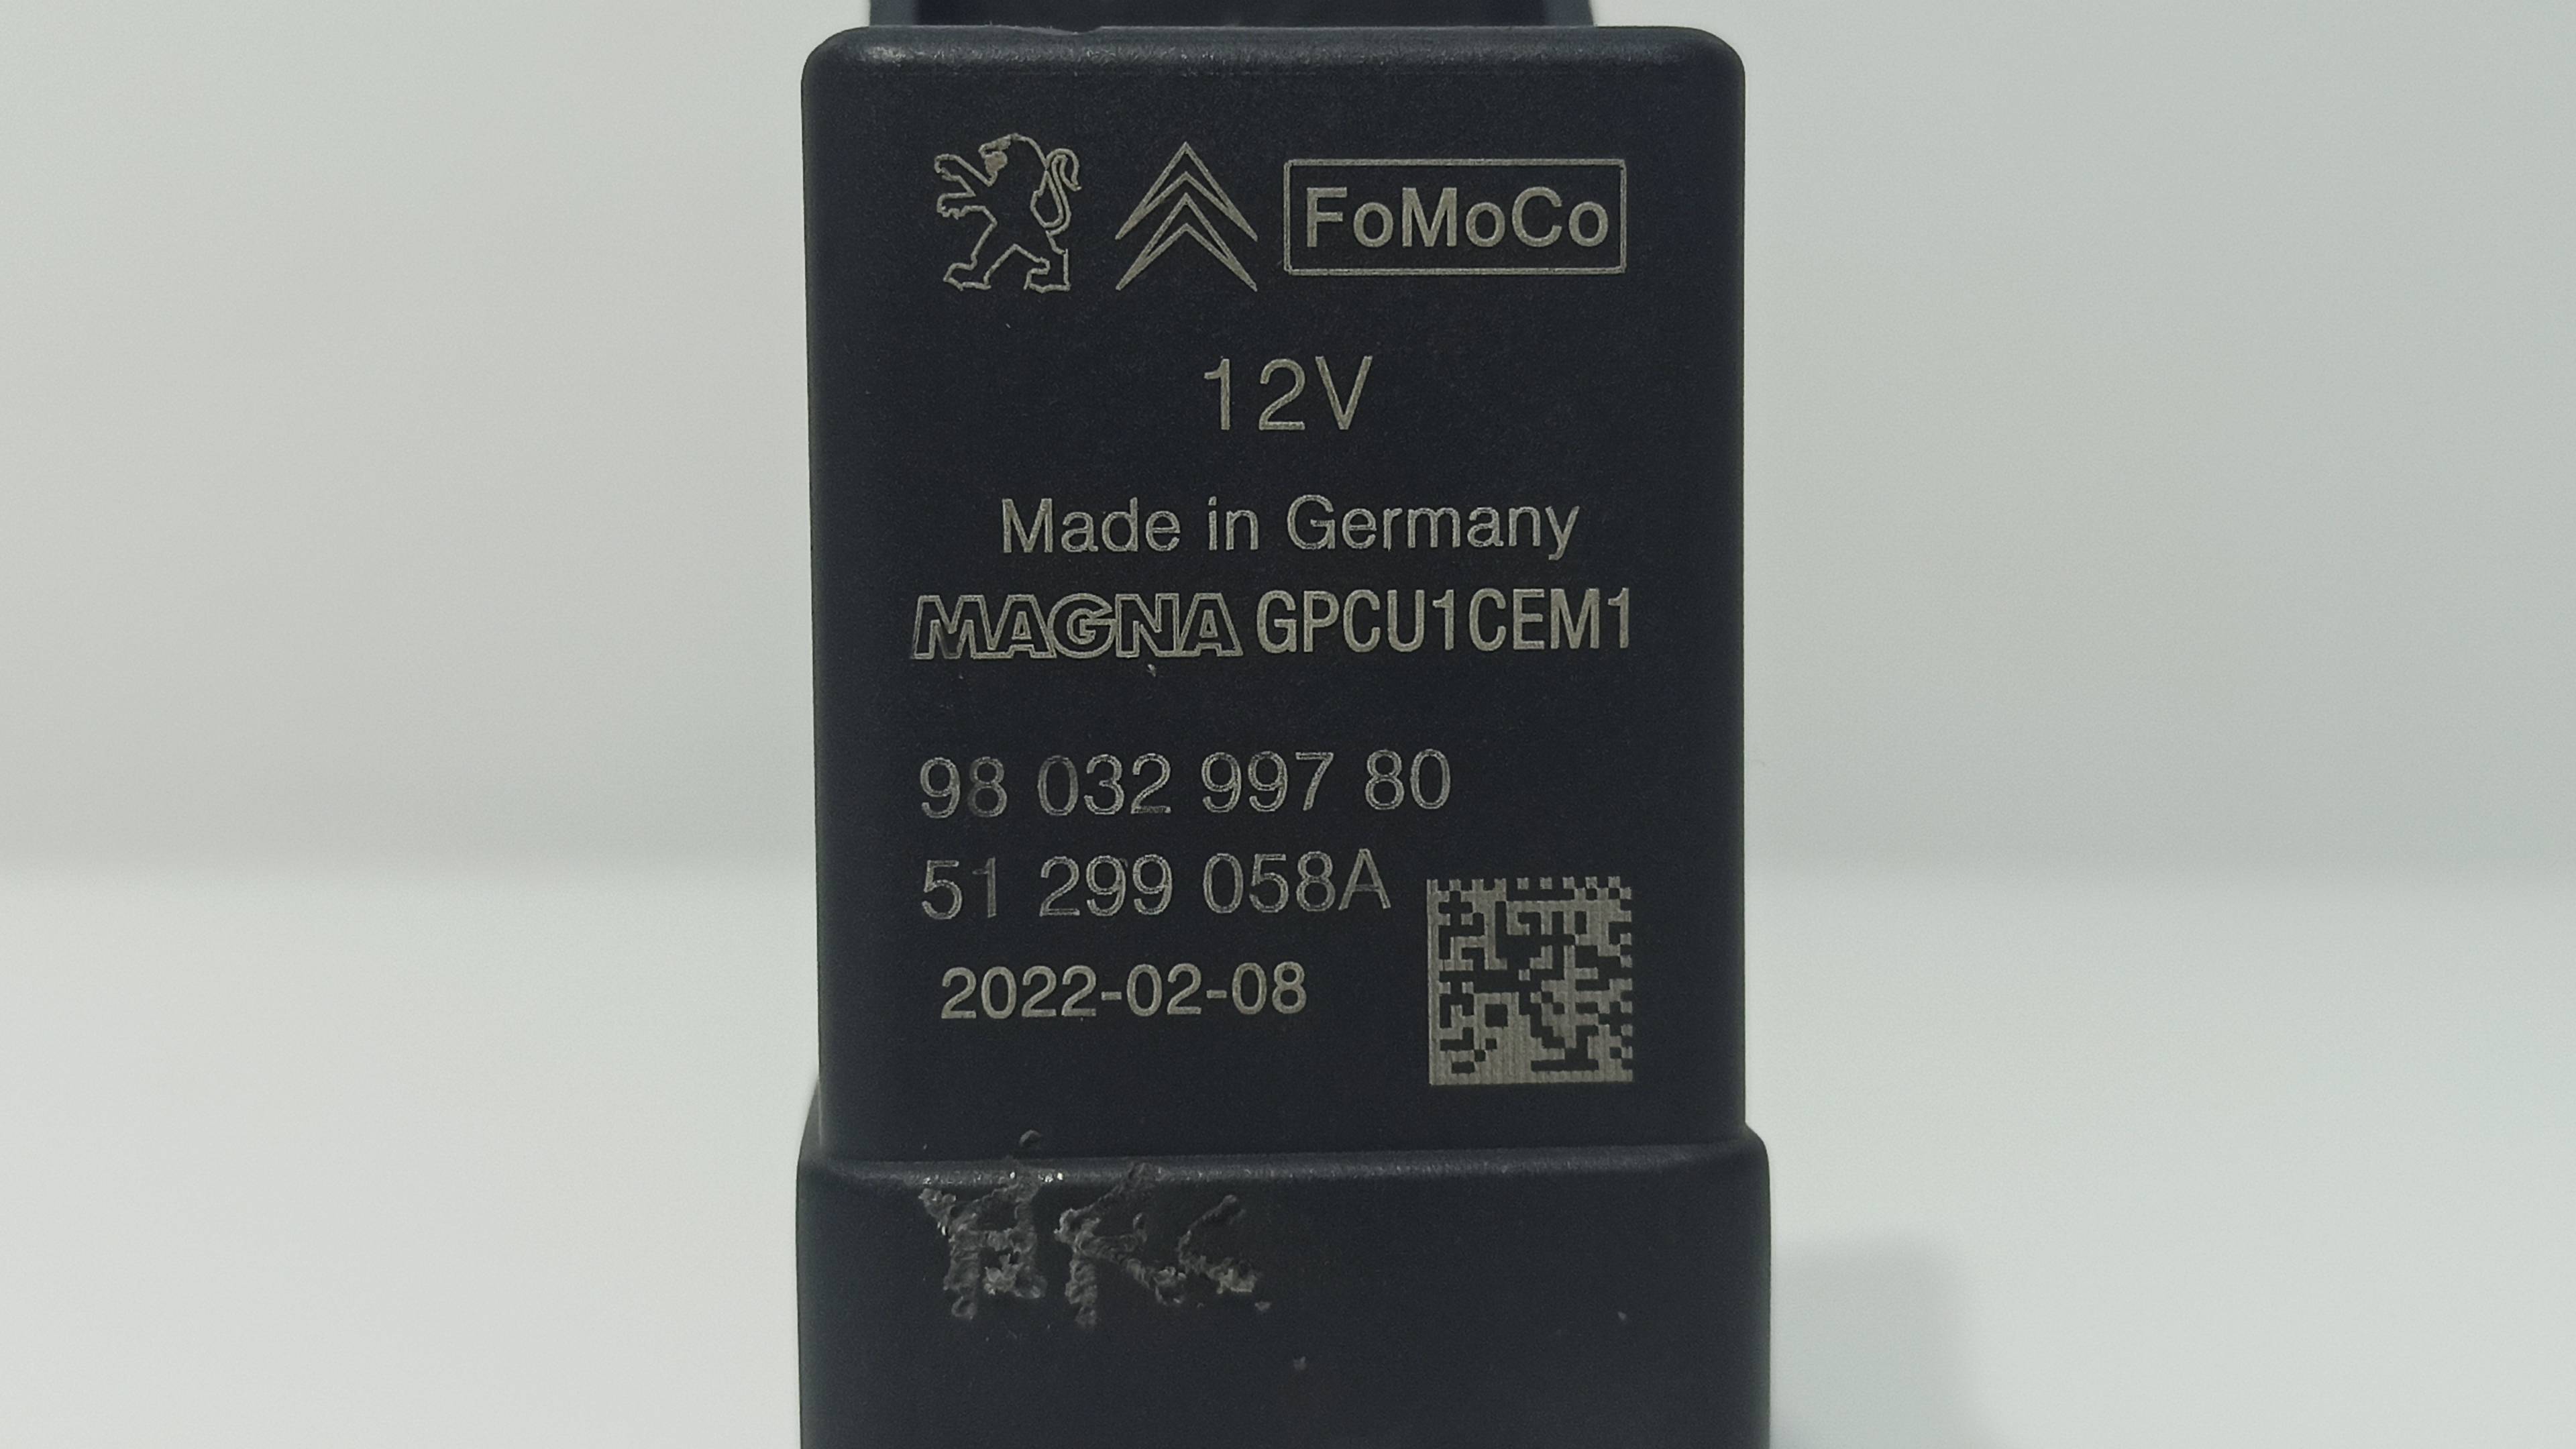 FoMoCo
12V
Made in Germany
MAGNA GPCU1CEM1
98 032 997 80
51 299 058A
2022-02-08